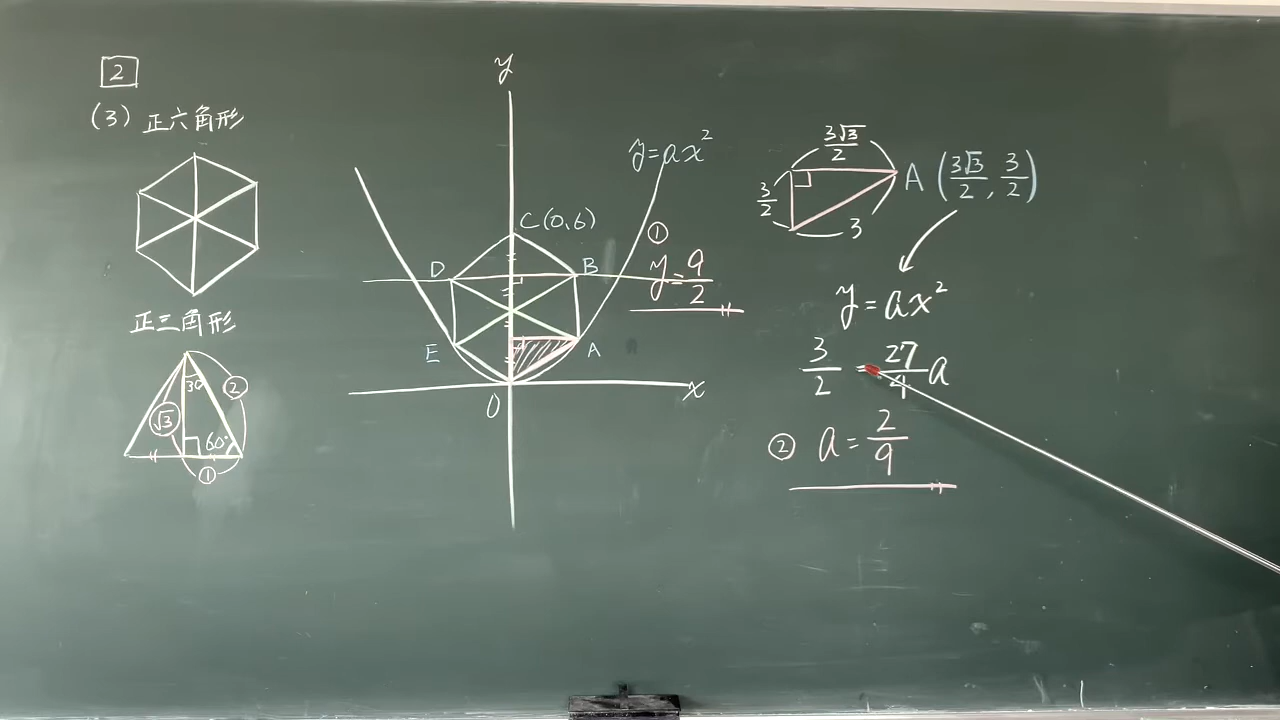 2
(3) 正六角形
正三角形
30
2
√3
60°
1
y
y=ax²
C(0,6)
①
D
B
y=9/2
E
A
x
0
3√3/2
3/2
3
A (3√3/2, 3/2)
y=ax²
3/2 = 27/4 a
② a=2/9